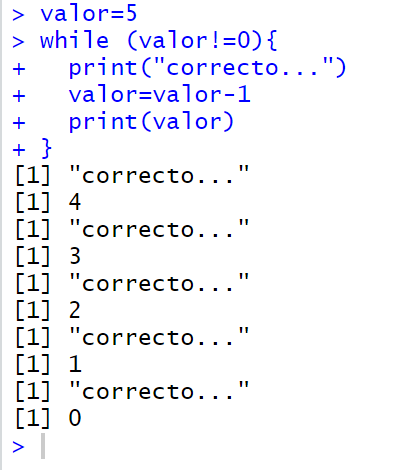 > valor=5
> while (valor!=0){
+   print("correcto...")
+   valor=valor-1
+   print(valor)
+ }
[1] "correcto..."
[1] 4
[1] "correcto..."
[1] 3
[1] "correcto..."
[1] 2
[1] "correcto..."
[1] 1
[1] "correcto..."
[1] 0
>